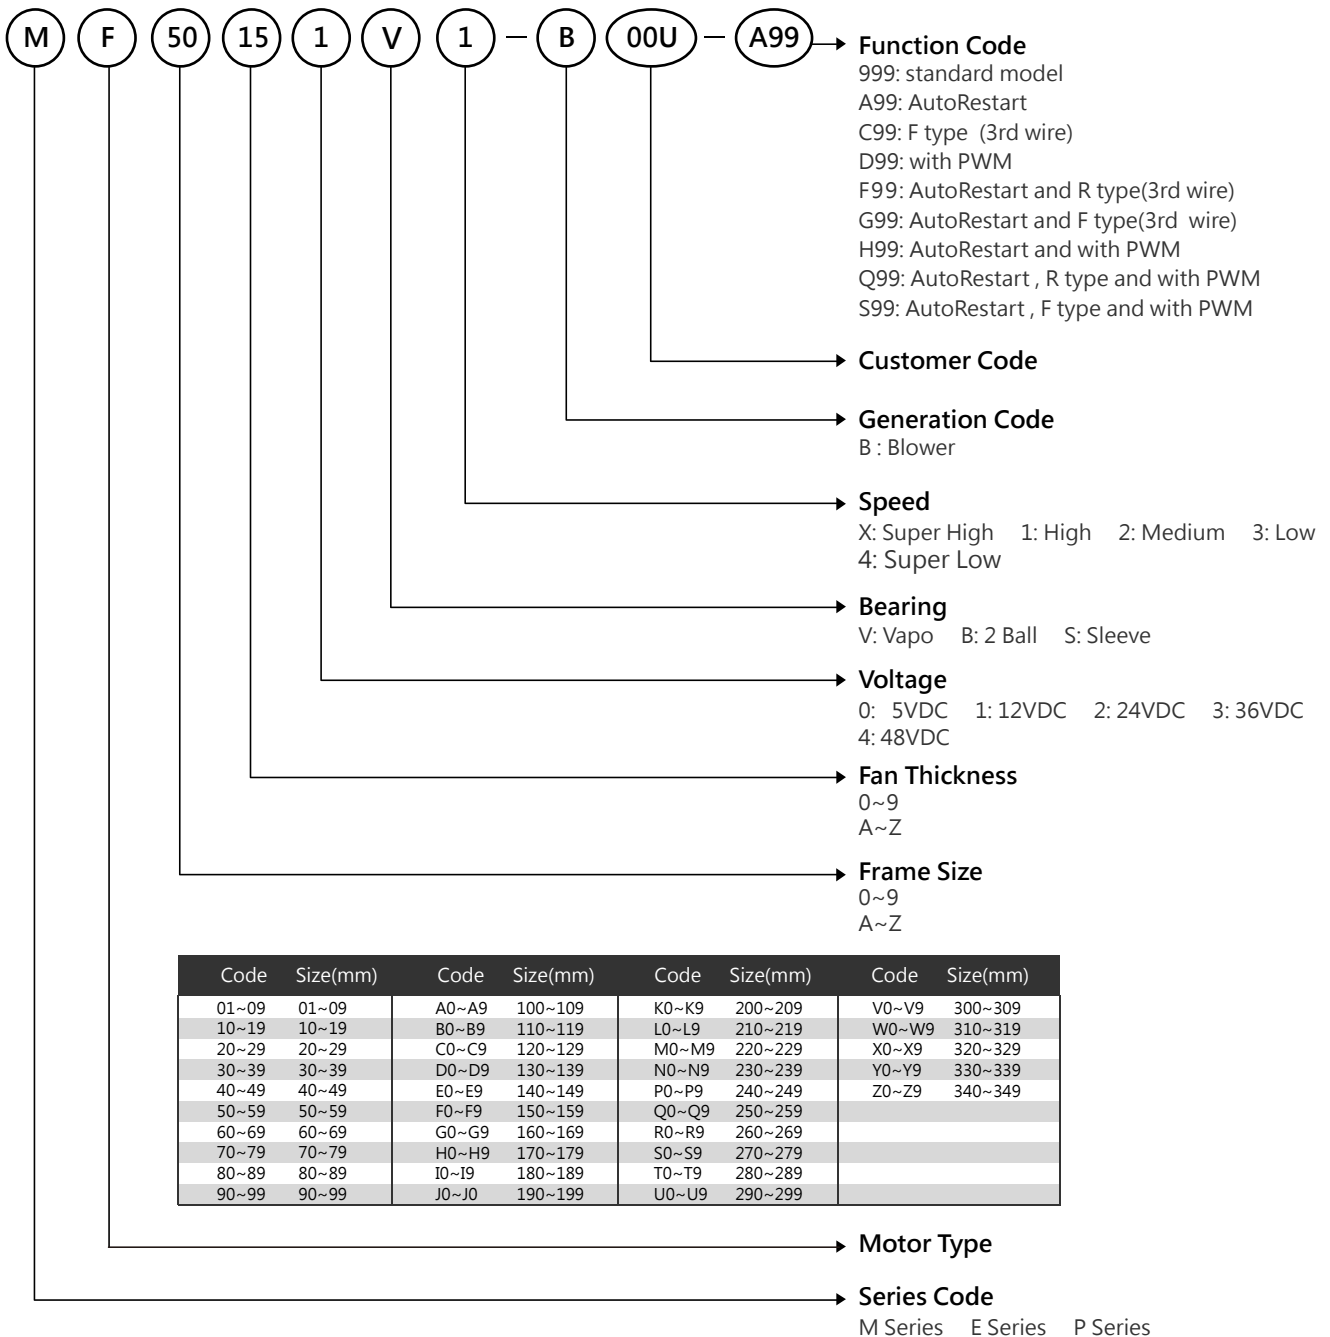 M F 50 15 1 V 1 — B 00U — A99
Function Code
999: standard model
A99: AutoRestart
C99: F type (3rd wire)
D99: with PWM
F99: AutoRestart and R type(3rd wire)
G99: AutoRestart and F type(3rd wire)
H99: AutoRestart and with PWM
Q99: AutoRestart , R type and with PWM
S99: AutoRestart , F type and with PWM
Customer Code
Generation Code
B : Blower
Speed
X: Super High 1: High 2: Medium 3: Low
4: Super Low
Bearing
V: Vapo B: 2 Ball S: Sleeve
Voltage
0: 5VDC 1: 12VDC 2: 24VDC 3: 36VDC
4: 48VDC
Fan Thickness
0~9
A~Z
Frame Size
0~9
A~Z
Code Size(mm) Code Size(mm) Code Size(mm) Code Size(mm)
01~09 01~09 A0~A9 100~109 K0~K9 200~209 V0~V9 300~309
10~19 10~19 B0~B9 110~119 L0~L9 210~219 W0~W9 310~319
20~29 20~29 C0~C9 120~129 M0~M9 220~229 X0~X9 320~329
30~39 30~39 D0~D9 130~139 N0~N9 230~239 Y0~Y9 330~339
40~49 40~49 E0~E9 140~149 P0~P9 240~249 Z0~Z9 340~349
50~59 50~59 F0~F9 150~159 Q0~Q9 250~259
60~69 60~69 G0~G9 160~169 R0~R9 260~269
70~79 70~79 H0~H9 170~179 S0~S9 270~279
80~89 80~89 I0~I9 180~189 T0~T9 280~289
90~99 90~99 J0~J0 190~199 U0~U9 290~299
Motor Type
Series Code
M Series E Series P Series